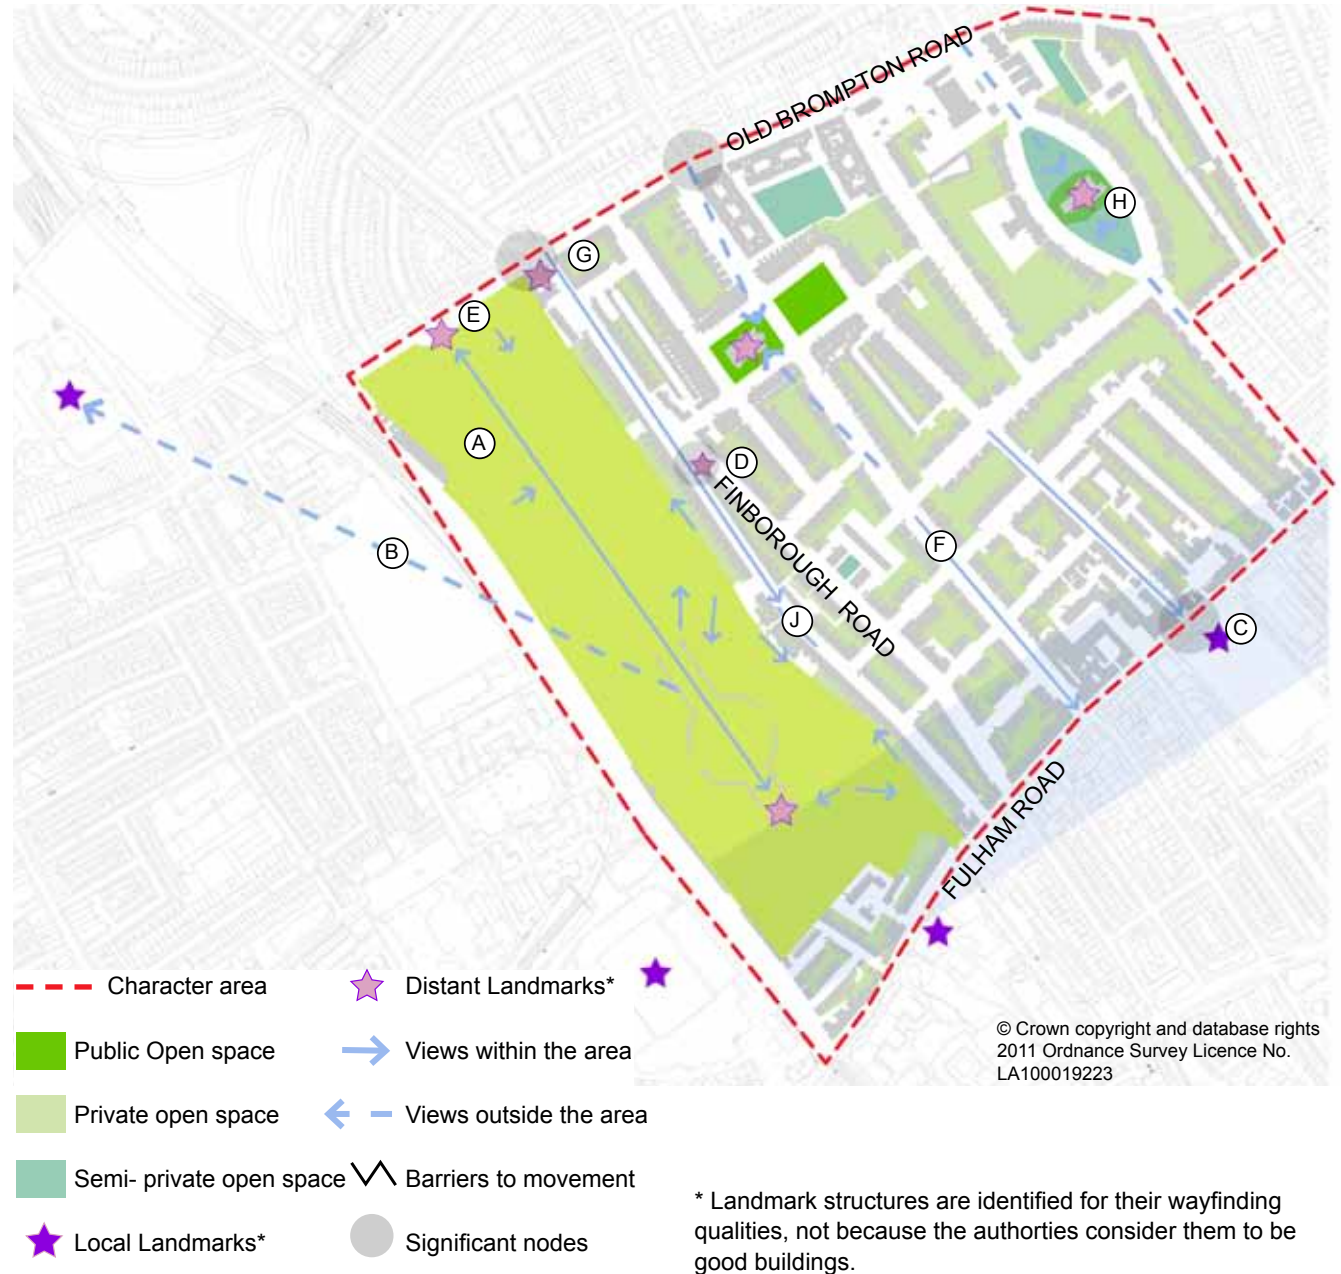 OLD BROMPTON ROAD
H
G
E
A
D
FINBOROUGH ROAD
B
F
J
C
FULHAM ROAD
Character area
Distant Landmarks*
Public Open space
Views within the area
Private open space
Views outside the area
Semi- private open space
Barriers to movement
Local Landmarks*
Significant nodes
© Crown copyright and database rights
2011 Ordnance Survey Licence No.
LA100019223
* Landmark structures are identified for their wayfinding
qualities, not because the authorties consider them to be
good buildings.